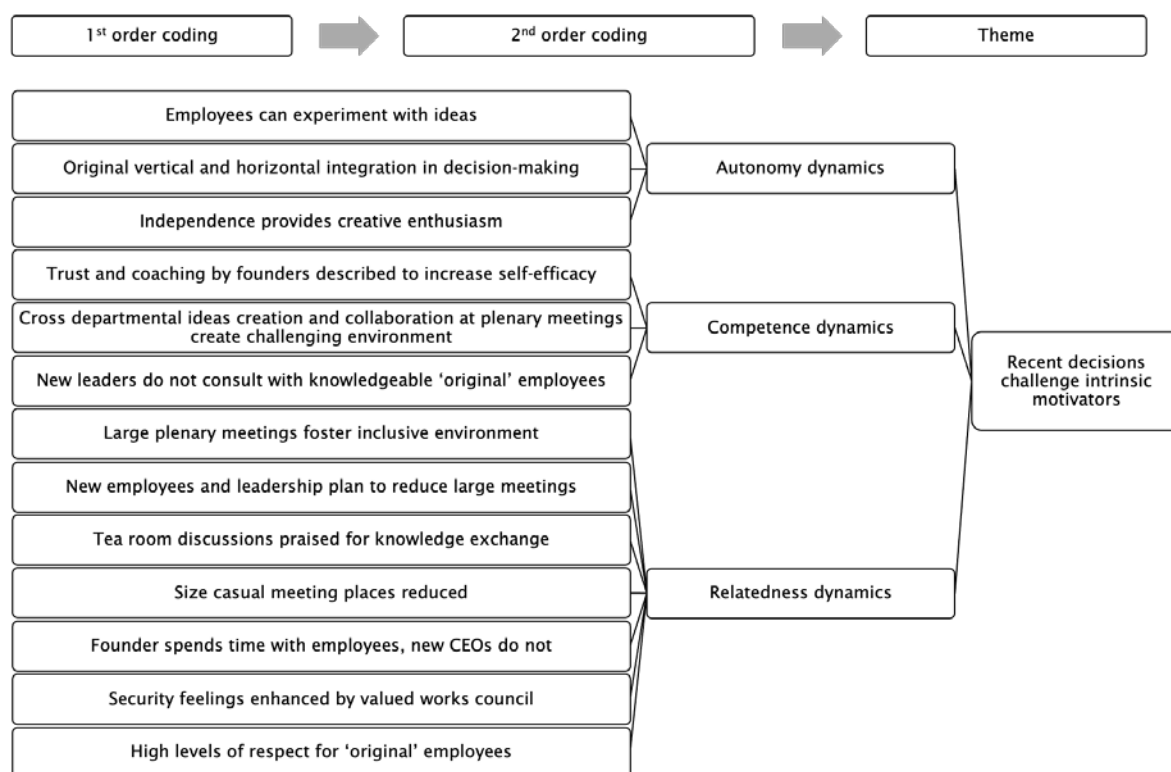 1st order coding
2nd order coding
Theme
Employees can experiment with ideas
Original vertical and horizontal integration in decision-making
Independence provides creative enthusiasm
Trust and coaching by founders described to increase self-efficacy
Cross departmental ideas creation and collaboration at plenary meetings
create challenging environment
New leaders do not consult with knowledgeable ‘original’ employees
Large plenary meetings foster inclusive environment
New employees and leadership plan to reduce large meetings
Tea room discussions praised for knowledge exchange
Size casual meeting places reduced
Founder spends time with employees, new CEOs do not
Security feelings enhanced by valued works council
High levels of respect for ‘original’ employees
Autonomy dynamics
Competence dynamics
Relatedness dynamics
Recent decisions
challenge intrinsic
motivators